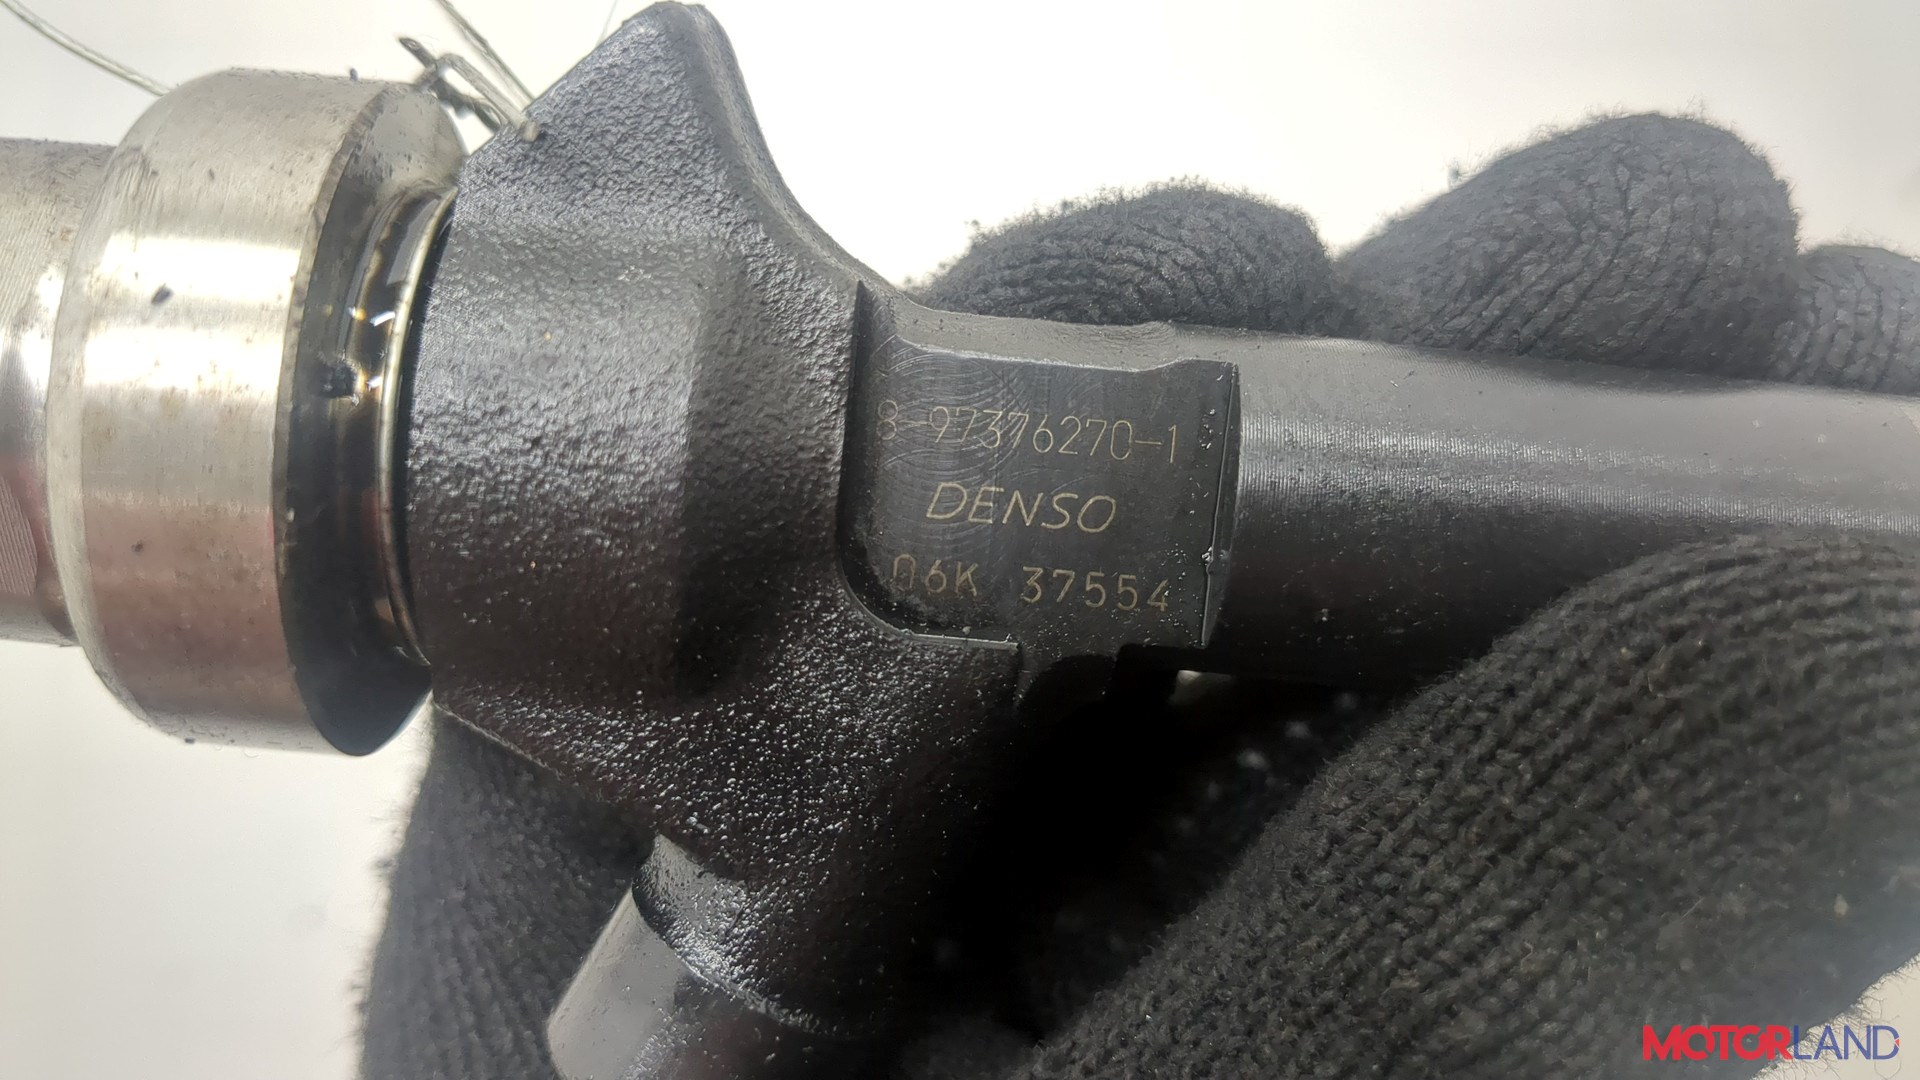 8-97376270-1
DENSO
06K 37554
MOTORLAND